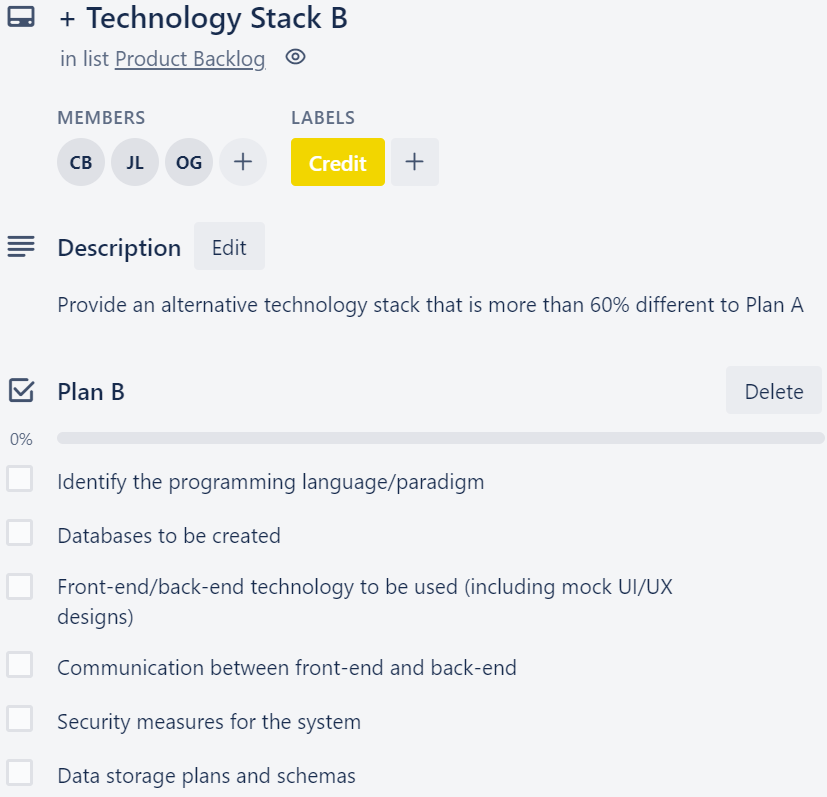 + Technology Stack B
in list Product Backlog
MEMBERS
LABELS
CB JL OG +
Credit +
Description Edit
Provide an alternative technology stack that is more than 60% different to Plan A
Plan B Delete
0%
Identify the programming language/paradigm
Databases to be created
Front-end/back-end technology to be used (including mock UI/UX
designs)
Communication between front-end and back-end
Security measures for the system
Data storage plans and schemas